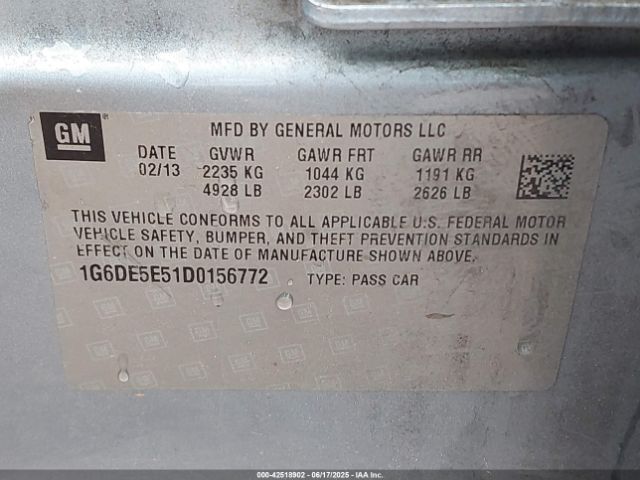 GM
MFD BY GENERAL MOTORS LLC
DATE GVWR GAWR FRT GAWR RR
02/13 2235 KG 1044 KG 1191 KG
4928 LB 2302 LB 2626 LB
THIS VEHICLE CONFORMS TO ALL APPLICABLE U.S. FEDERAL MOTOR
VEHICLE SAFETY, BUMPER, AND THEFT PREVENTION STANDARDS IN
EFFECT ON THE DATE OF MANUFACTURE SHOWN ABOVE.
1G6DE5E51D0156772 TYPE: PASS CAR
000-42518902 - 06/17/2025 - IAAI.COM